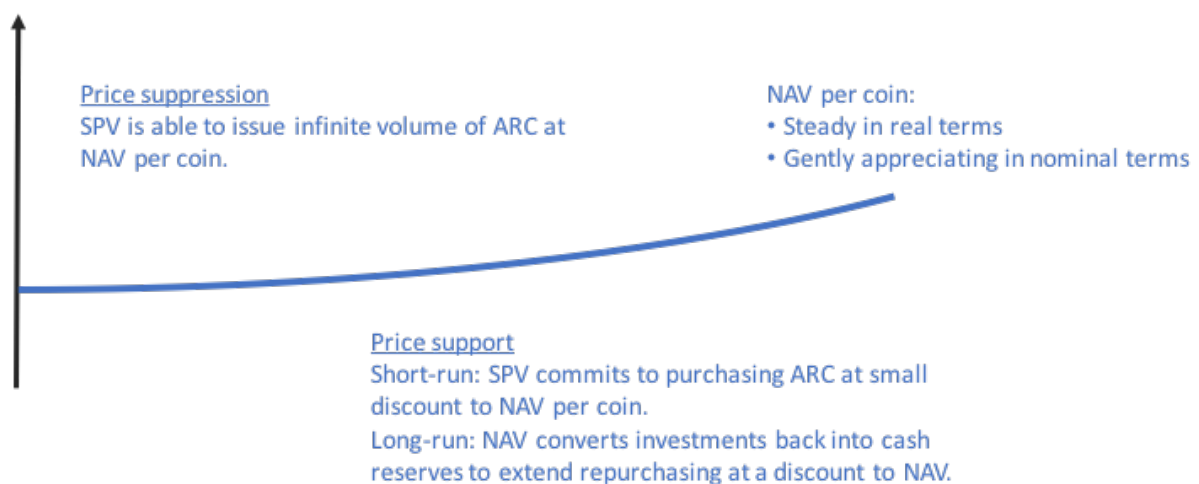 Price suppression
SPV is able to issue infinite volume of ARC at
NAV per coin.
NAV per coin:
• Steady in real terms
• Gently appreciating in nominal terms
Price support
Short-run: SPV commits to purchasing ARC at small
discount to NAV per coin.
Long-run: NAV converts investments back into cash
reserves to extend repurchasing at a discount to NAV.